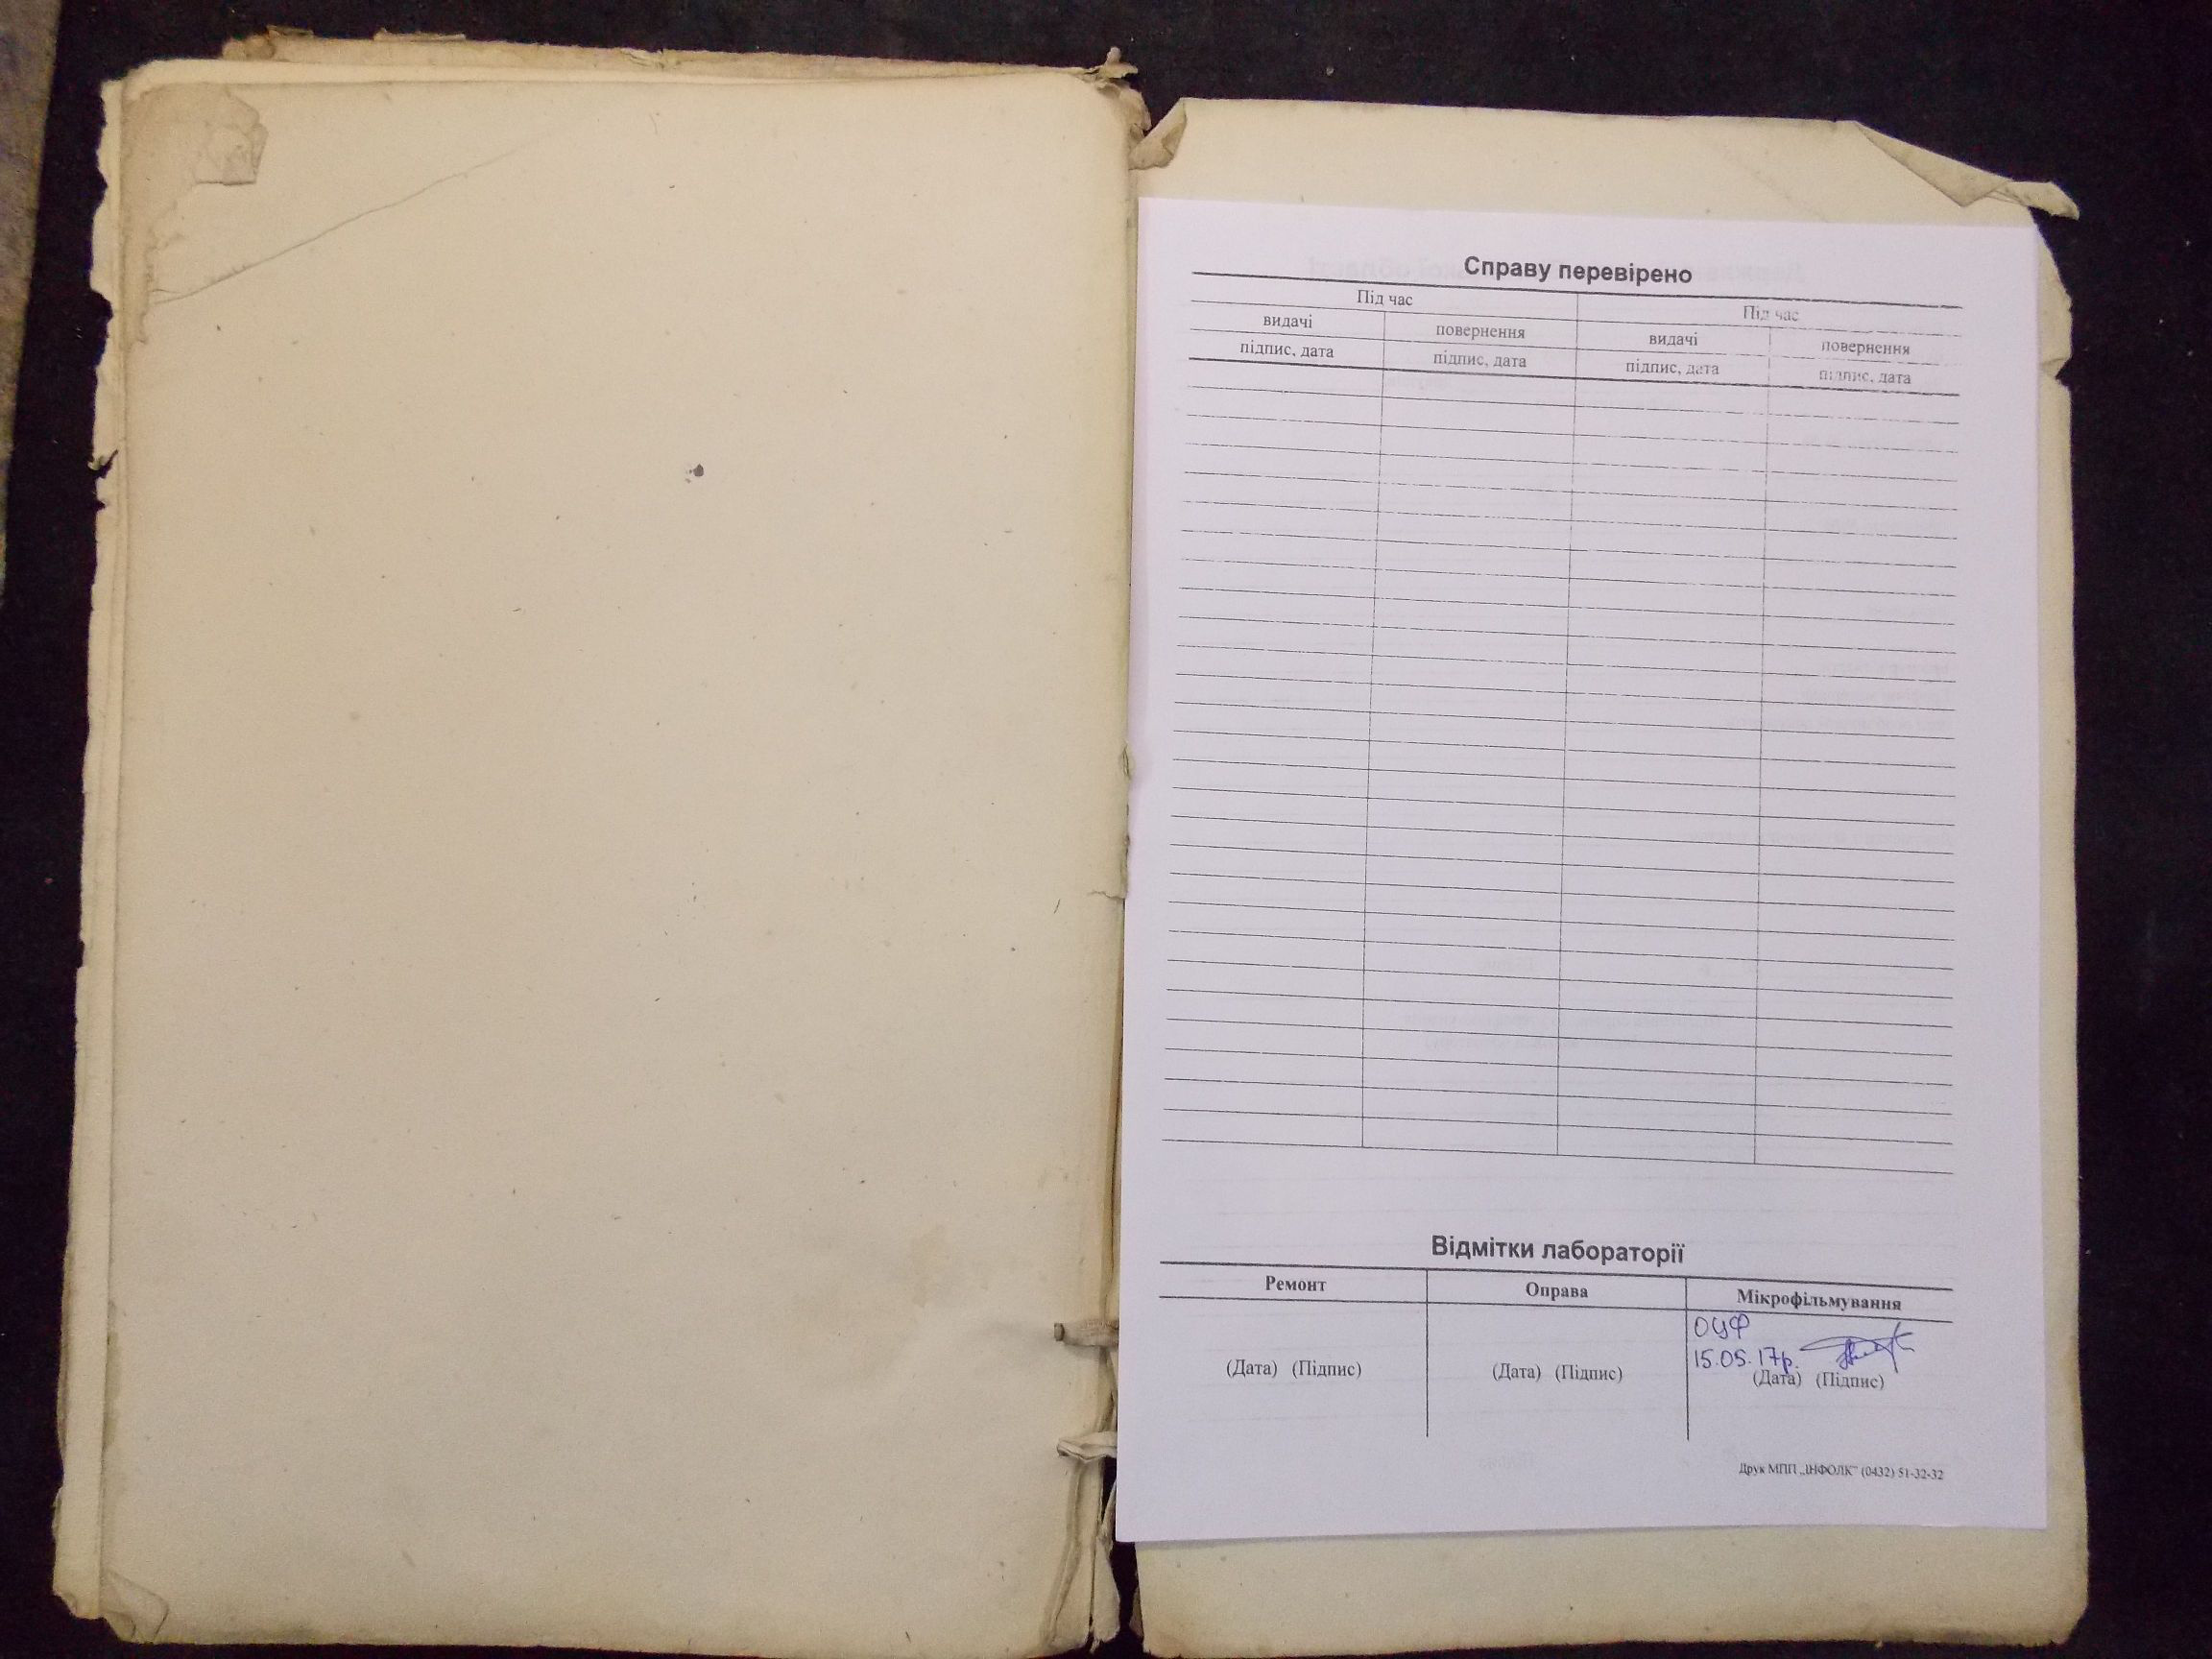 Справу перевірено
Під час Під час
видачі повернення видачі повернення
підпис, дата підпис, дата підпис, дата підпис, дата
Відмітки лабораторії
Ремонт Оправа Мікрофільмування
ОЦФ
15.05.17р.
(Дата) (Підпис) (Дата) (Підпис) (Дата) (Підпис)
Друк МПП „ІНФОЛК" (0432) 51-32-32